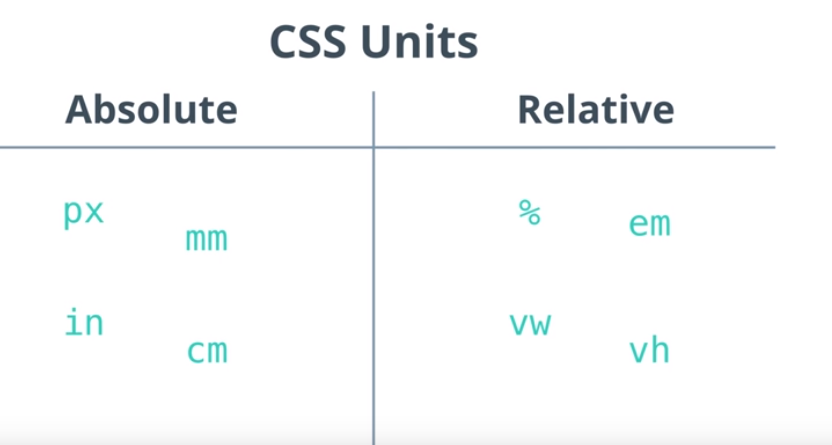 CSS Units
Absolute
Relative
px
mm
in
cm
%
em
vw
vh